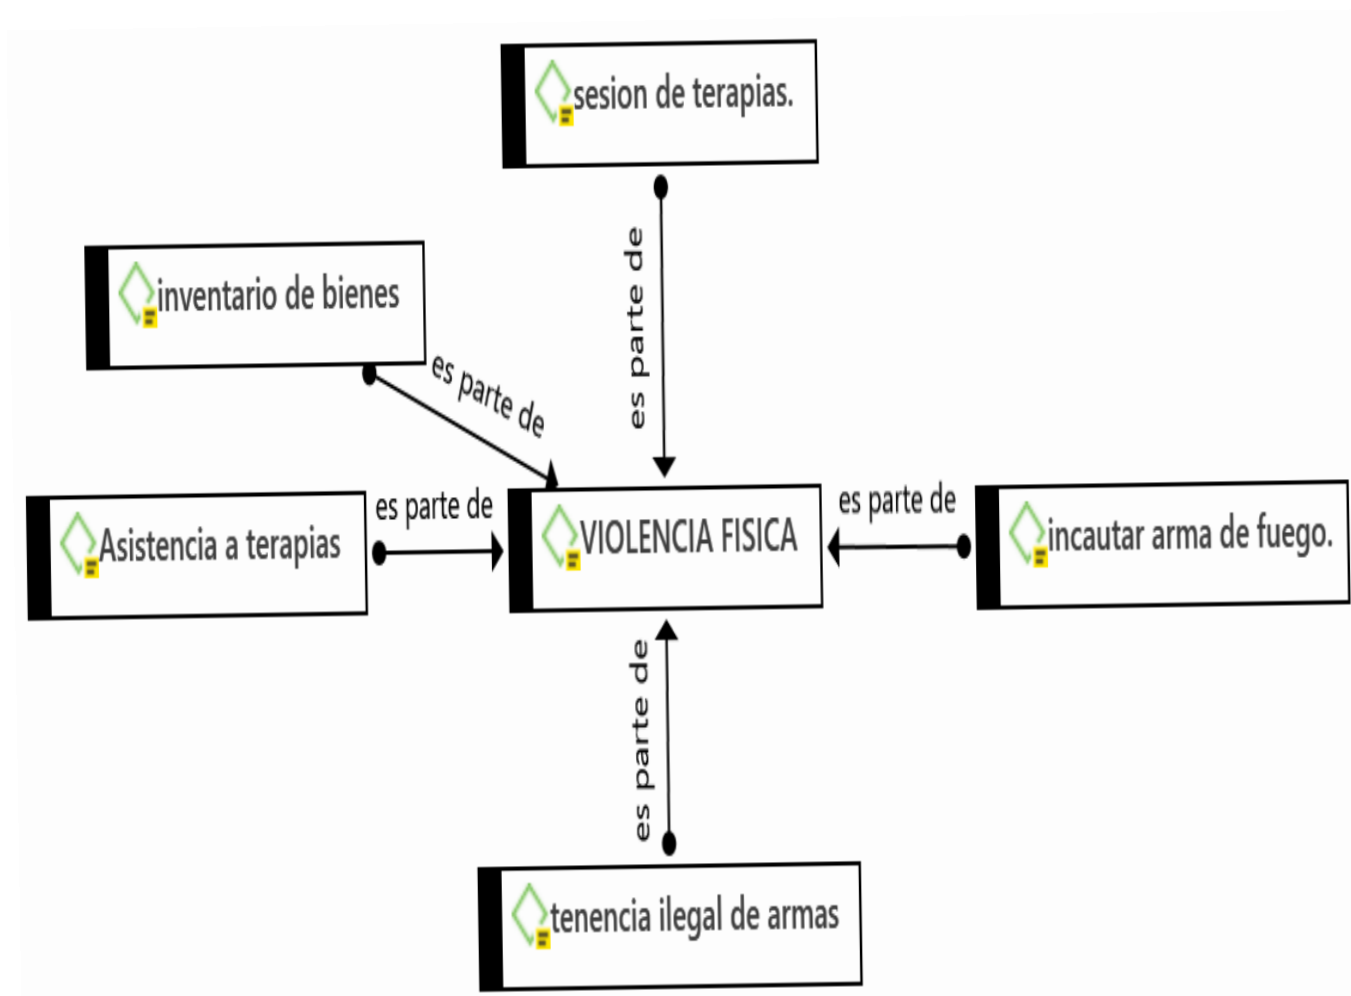 sesion de terapias.
es parte de
inventario de bienes
es parte de
Asistencia a terapias
es parte de
VIOLENCIA FISICA
es parte de
incautar arma de fuego.
es parte de
tenencia ilegal de armas